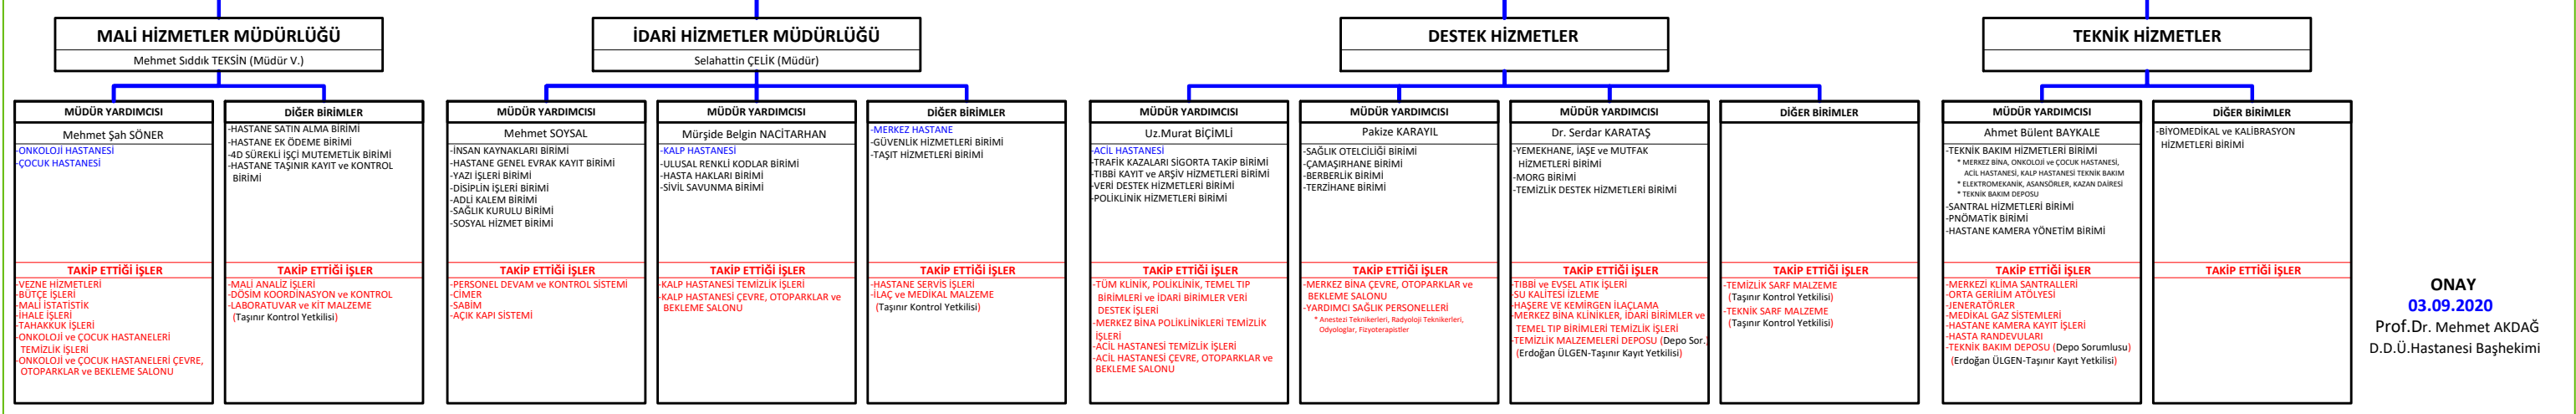 MALİ HİZMETLER MÜDÜRLÜĞÜ
Mehmet Sıddık TEKSİN (Müdür V.)
MÜDÜR YARDIMCISI
Mehmet Şah SÖNER
-ONKOLOJİ HASTANESİ
-ÇOCUK HASTANESİ
TAKİP ETTİĞİ İŞLER
-VEZNE HİZMETLERİ
-BÜTÇE İŞLERİ
-MALİ İSTATİSTİK
-İHALE İŞLERİ
-TAHAKKUK İŞLERİ
-ONKOLOJİ ve ÇOCUK HASTANELERİ
TEMİZLİK İŞLERİ
-ONKOLOJİ ve ÇOCUK HASTANELERİ ÇEVRE,
OTOPARKLAR ve BEKLEME SALONU
DİĞER BİRİMLER
-HASTANE SATIN ALMA BİRİMİ
-HASTANE EK ÖDEME BİRİMİ
-4D SÜREKLİ İŞÇİ MUTEMETLİK BİRİMİ
-HASTANE TAŞINIR KAYIT ve KONTROL
BİRİMİ
TAKİP ETTİĞİ İŞLER
-MALİ ANALİZ İŞLERİ
-DÖSİM KOORDİNASYON ve KONTROL
-LABORATUVAR ve KİT MALZEME
(Taşınır Kontrol Yetkilisi)
İDARİ HİZMETLER MÜDÜRLÜĞÜ
Selahattin ÇELİK (Müdür)
MÜDÜR YARDIMCISI
Mehmet SOYSAL
-İNSAN KAYNAKLARI BİRİMİ
-HASTANE GENEL EVRAK KAYIT BİRİMİ
-YAZI İŞLERİ BİRİMİ
-DİSİPLİN İŞLERİ BİRİMİ
-ADLİ KALEM BİRİMİ
-SAĞLIK KURULU BİRİMİ
-SOSYAL HİZMET BİRİMİ
TAKİP ETTİĞİ İŞLER
-PERSONEL DEVAM ve KONTROL SİSTEMİ
-CİMER
-SABİM
-AÇIK KAPI SİSTEMİ
MÜDÜR YARDIMCISI
Mürşide Belgin NACİTARHAN
-KALP HASTANESİ
-ULUSAL RENKLİ KODLAR BİRİMİ
-HASTA HAKLARI BİRİMİ
-SİVİL SAVUNMA BİRİMİ
TAKİP ETTİĞİ İŞLER
-KALP HASTANESİ TEMİZLİK İŞLERİ
-KALP HASTANESİ ÇEVRE, OTOPARKLAR ve
BEKLEME SALONU
DİĞER BİRİMLER
-MERKEZ HASTANE
-GÜVENLİK HİZMETLERİ BİRİMİ
-TAŞIT HİZMETLERİ BİRİMİ
TAKİP ETTİĞİ İŞLER
-HASTANE SERVİS İŞLERİ
-İLAÇ ve MEDİKAL MALZEME
(Taşınır Kontrol Yetkilisi)
DESTEK HİZMETLER
MÜDÜR YARDIMCISI
Uz.Murat BİÇİMLİ
-ACİL HASTANESİ
-TRAFİK KAZALARI SİGORTA TAKİP BİRİMİ
-TIBBİ KAYIT ve ARŞİV HİZMETLERİ BİRİMİ
-VERİ DESTEK HİZMETLERİ BİRİMİ
-POLİKLİNİK HİZMETLERİ BİRİMİ
TAKİP ETTİĞİ İŞLER
-TÜM KLİNİK, POLİKLİNİK, TEMEL TIP
BİRİMLERİ ve İDARİ BİRİMLER VERİ
DESTEK İŞLERİ
-MERKEZ BİNA POLİKLİNİKLERİ TEMİZLİK
İŞLERİ
-ACİL HASTANESİ TEMİZLİK İŞLERİ
-ACİL HASTANESİ ÇEVRE, OTOPARKLAR ve
BEKLEME SALONU
MÜDÜR YARDIMCISI
Pakize KARAYIL
-SAĞLIK OTELCİLİĞİ BİRİMİ
-ÇAMAŞIRHANE BİRİMİ
-BERBERLİK BİRİMİ
-TERZİHANE BİRİMİ
TAKİP ETTİĞİ İŞLER
-MERKEZ BİNA ÇEVRE, OTOPARKLAR ve
BEKLEME SALONU
-YARDIMCI SAĞLIK PERSONELLERİ
* Anestezi Teknikerleri, Radyoloji Teknikerleri,
Odyologlar, Fizyoterapistler
MÜDÜR YARDIMCISI
Dr. Serdar KARATAŞ
-YEMEKHANE, İAŞE ve MUTFAK
HİZMETLERİ BİRİMİ
-MORG BİRİMİ
-TEMİZLİK DESTEK HİZMETLERİ BİRİMİ
TAKİP ETTİĞİ İŞLER
-TIBBİ ve EVSEL ATIK İŞLERİ
-SU KALİTESİ İZLEME
-HAŞERE VE KEMİRGEN İLAÇLAMA
-MERKEZ BİNA KLİNİKLER, İDARİ BİRİMLER ve
TEMEL TIP BİRİMLERİ TEMİZLİK İŞLERİ
-TEMİZLİK MALZEMELERİ DEPOSU (Depo Sor.)
(Erdoğan ÜLGEN-Taşınır Kayıt Yetkilisi)
DİĞER BİRİMLER
TAKİP ETTİĞİ İŞLER
-TEMİZLİK SARF MALZEME
(Taşınır Kontrol Yetkilisi)
-TEKNİK SARF MALZEME
(Taşınır Kontrol Yetkilisi)
TEKNİK HİZMETLER
MÜDÜR YARDIMCISI
Ahmet Bülent BAYKALE
-TEKNİK BAKIM HİZMETLERİ BİRİMİ
* MERKEZ BİNA, ONKOLOJİ ve ÇOCUK HASTANESİ,
ACİL HASTANESİ, KALP HASTANESİ TEKNİK BAKIM
* ELEKTROMEKANİK, ASANSÖRLER, KAZAN DAİRESİ
* TEKNİK BAKIM DEPOSU
-SANTRAL HİZMETLERİ BİRİMİ
-PNÖMATİK BİRİMİ
-HASTANE KAMERA YÖNETİM BİRİMİ
TAKİP ETTİĞİ İŞLER
-MERKEZİ KLİMA SANTRALLERİ
-ORTA GERİLİM ATÖLYESİ
-JENERATÖRLER
-MEDİKAL GAZ SİSTEMLERİ
-HASTANE KAMERA KAYIT İŞLERİ
-HASTA RANDEVULARI
-TEKNİK BAKIM DEPOSU (Depo Sorumlusu)
(Erdoğan ÜLGEN-Taşınır Kayıt Yetkilisi)
DİĞER BİRİMLER
-BİYOMEDİKAL ve KALİBRASYON
HİZMETLERİ BİRİMİ
TAKİP ETTİĞİ İŞLER
ONAY
03.09.2020
Prof.Dr. Mehmet AKDAĞ
D.D.Ü.Hastanesi Başhekimi